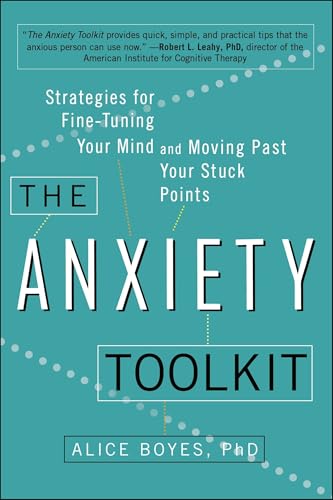 "The Anxiety Toolkit provides quick, simple, and practical tips that the
anxious person can use now." —Robert L. Leahy, PhD, director of the
American Institute for Cognitive Therapy
Strategies for
Fine-Tuning
Your Mind and Moving Past
Your Stuck
Points
THE
ANXIETY
TOOLKIT
ALICE BOYES, PhD